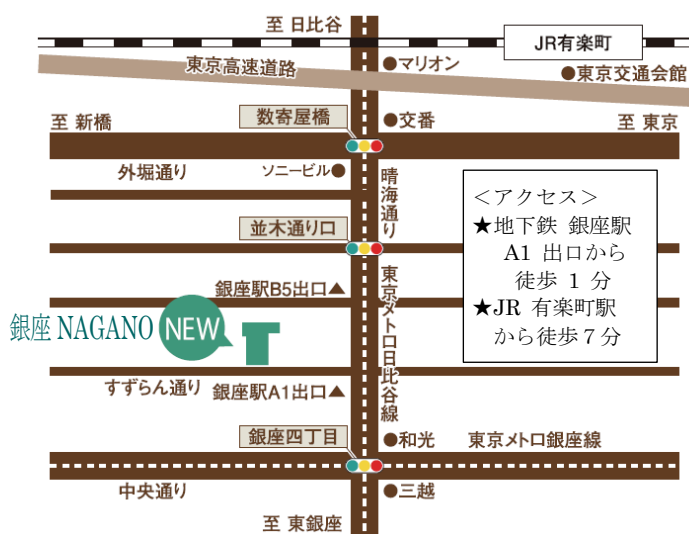 至 日比谷
JR有楽町
東京高速道路
●マリオン
●東京交通会館
至 新橋
数寄屋橋
●交番
至 東京
外堀通り
ソニービル●
晴海通り
並木通り口
＜アクセス＞
★地下鉄 銀座駅
A1 出口から
徒歩 1 分
★JR 有楽町駅
から徒歩７分
銀座駅B5出口▲
東京メトロ日比谷線
銀座 NAGANO
NEW
すずらん通り
銀座駅A1出口▲
銀座四丁目
●和光
東京メトロ銀座線
中央通り
●三越
至 東銀座